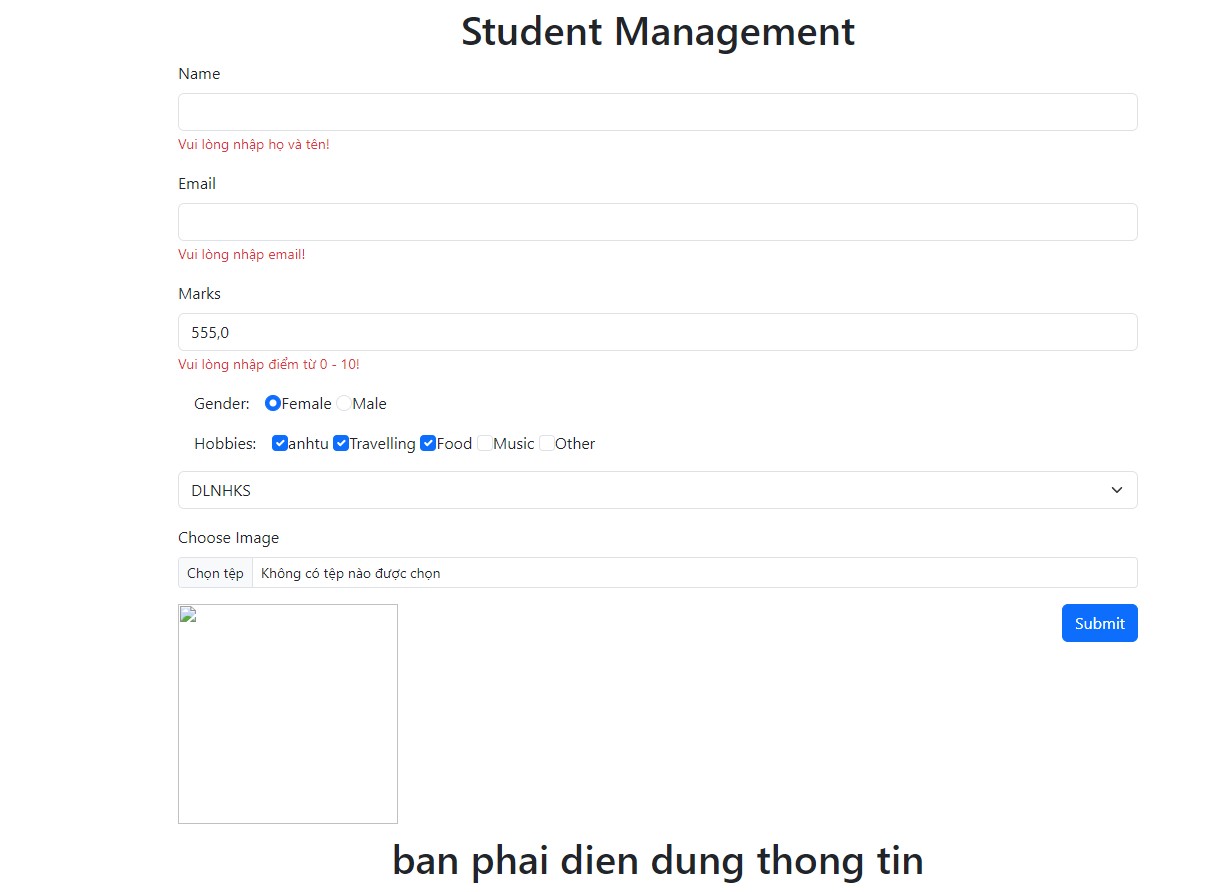 Student Management
Name
Vui lòng nhập họ và tên!
Email
Vui lòng nhập email!
Marks
555,0
Vui lòng nhập điểm từ 0 - 10!
Gender: Female Male
Hobbies: anhtu Travelling Food Music Other
DLNHKS
Choose Image
Chọn tệp Không có tệp nào được chọn
Submit
ban phai dien dung thong tin